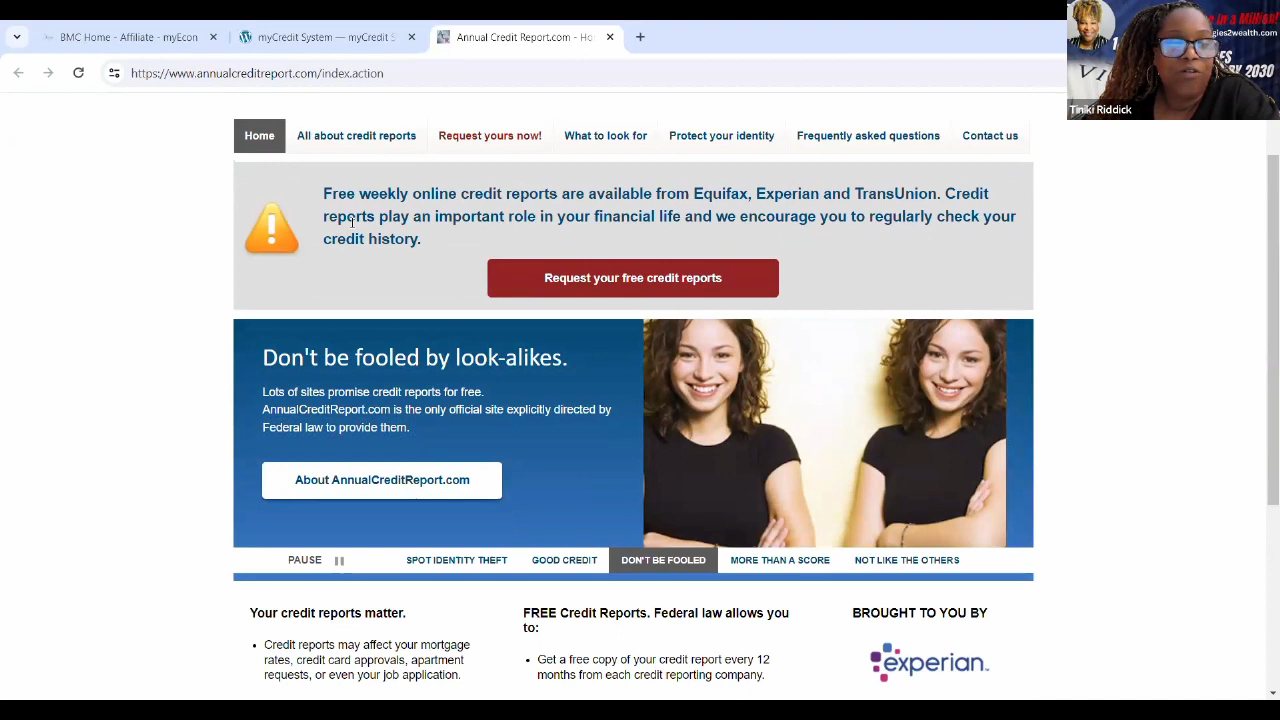 BMC Home - Affiliate - myEcon
myCredit System — myCredit S
Annual Credit Report.com - Ho
https://www.annualcreditreport.com/index.action
in a Million!
gies2wealth.com
BY 2030
Tiniki Riddick
Home
All about credit reports
Request yours now!
What to look for
Protect your identity
Frequently asked questions
Contact us
Free weekly online credit reports are available from Equifax, Experian and TransUnion. Credit
reports play an important role in your financial life and we encourage you to regularly check your
credit history.
Request your free credit reports
Don't be fooled by look-alikes.
Lots of sites promise credit reports for free.
AnnualCreditReport.com is the only official site explicitly directed by
Federal law to provide them.
About AnnualCreditReport.com
PAUSE
SPOT IDENTITY THEFT
GOOD CREDIT
DON'T BE FOOLED
MORE THAN A SCORE
NOT LIKE THE OTHERS
Your credit reports matter.
Credit reports may affect your mortgage
rates, credit card approvals, apartment
requests, or even your job application.
FREE Credit Reports. Federal law allows you
to:
Get a free copy of your credit report every 12
months from each credit reporting company.
BROUGHT TO YOU BY
experian™